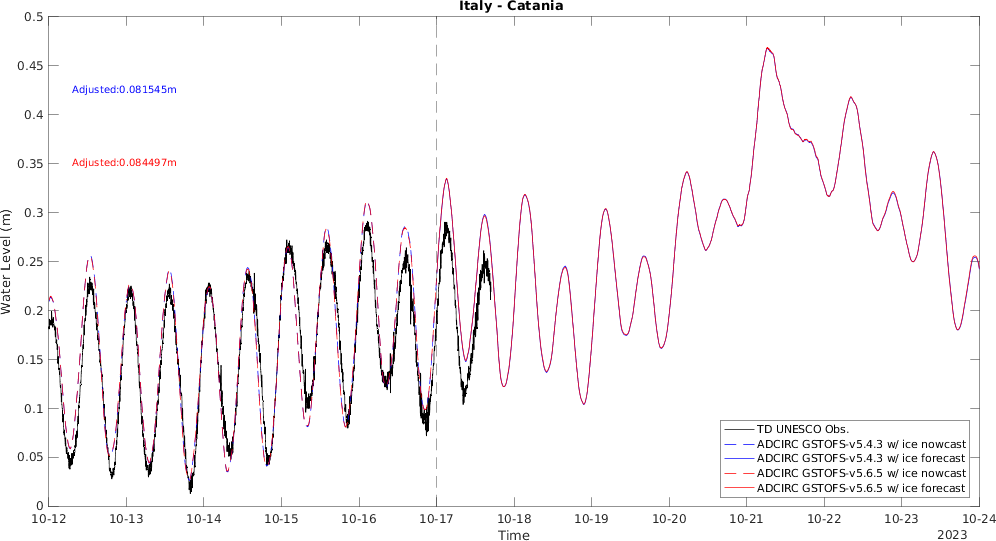 Italy - Catania
0.5
0.45
0.4
0.35
0.3
0.25
0.2
0.15
0.1
0.05
0
Water Level (m)
Adjusted:0.081545m
Adjusted:0.084497m
TD UNESCO Obs.
ADCIRC GSTOFS-v5.4.3 w/ ice nowcast
ADCIRC GSTOFS-v5.4.3 w/ ice forecast
ADCIRC GSTOFS-v5.6.5 w/ ice nowcast
ADCIRC GSTOFS-v5.6.5 w/ ice forecast
10-12 10-13 10-14 10-15 10-16 10-17 10-18 10-19 10-20 10-21 10-22 10-23 10-24
Time
2023